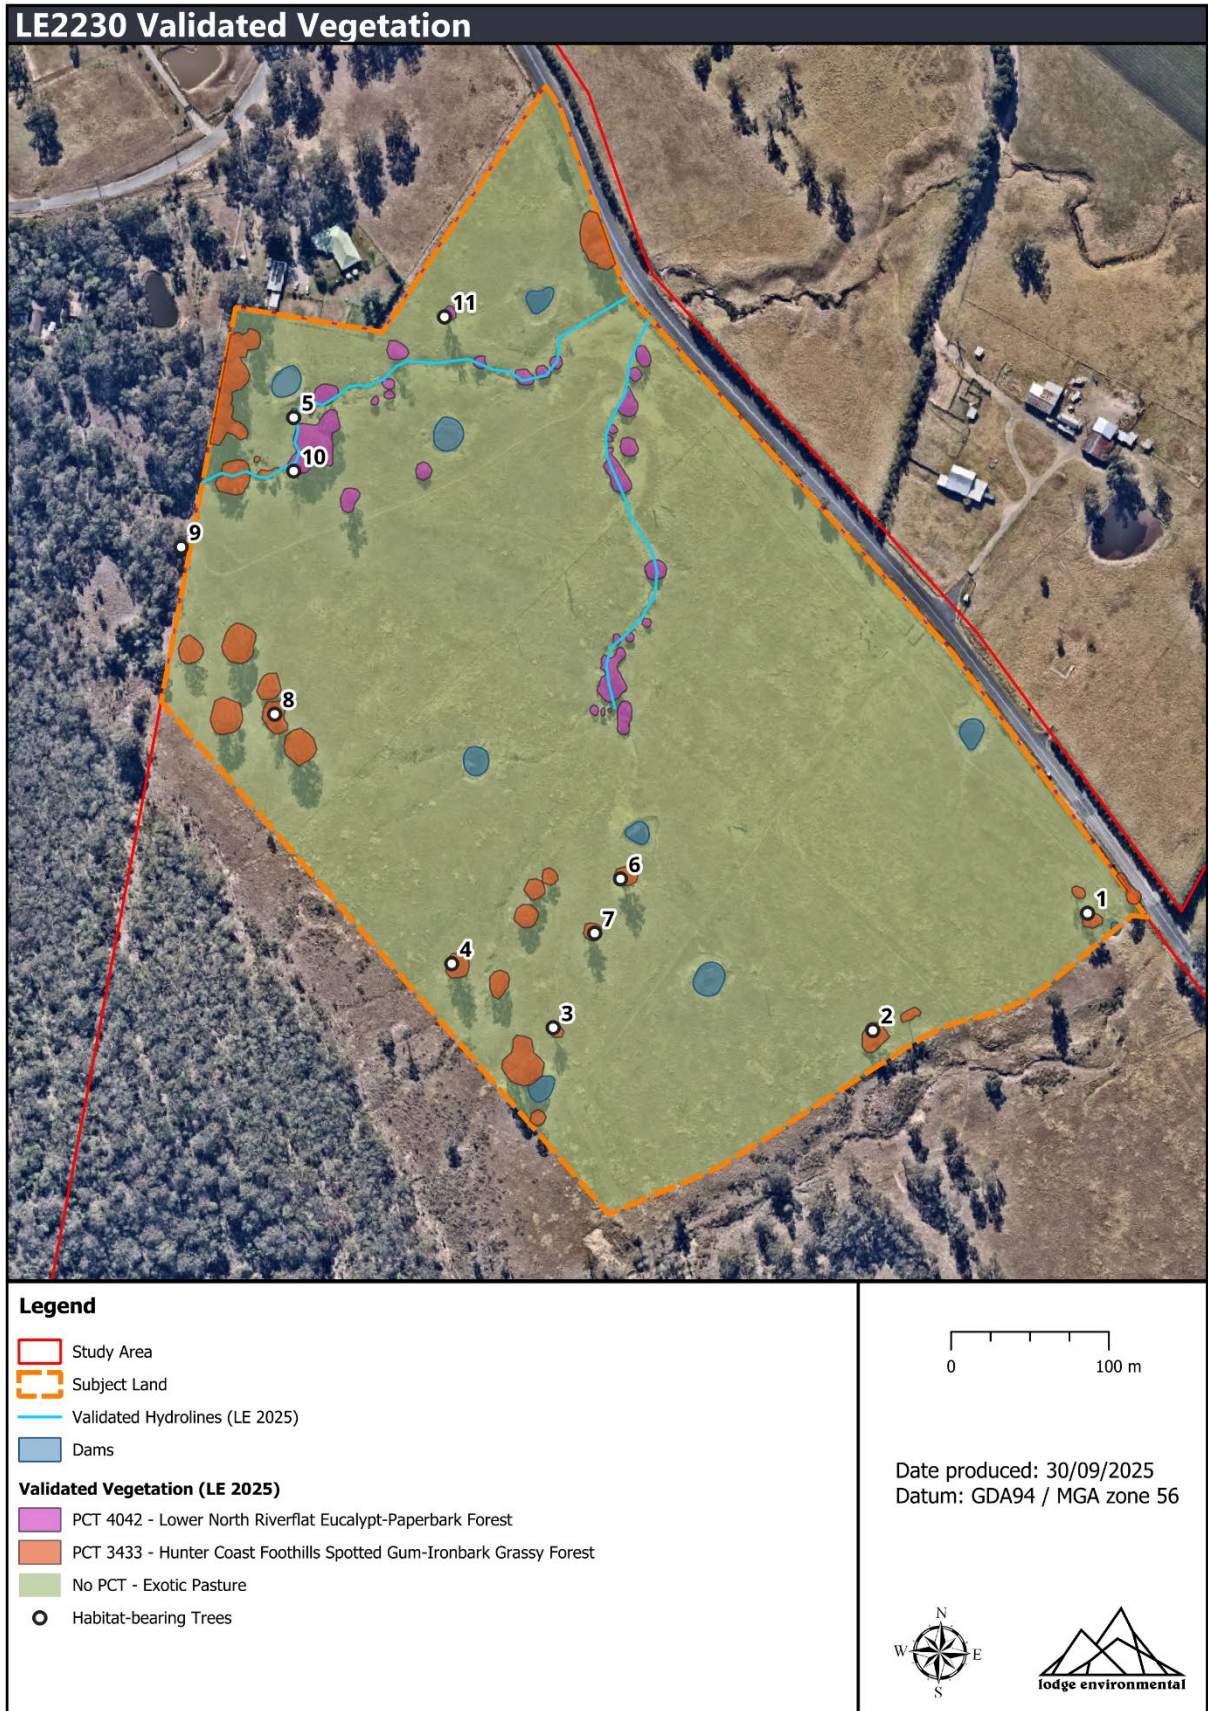 LE2230 Validated Vegetation
11
5
10
9
8
6
7
4
3
2
1
Legend
Study Area
Subject Land
Validated Hydrolines (LE 2025)
Dams
Validated Vegetation (LE 2025)
PCT 4042 - Lower North Riverflat Eucalypt-Paperbark Forest
PCT 3433 - Hunter Coast Foothills Spotted Gum-Ironbark Grassy Forest
No PCT - Exotic Pasture
Habitat-bearing Trees
0 100 m
Date produced: 30/09/2025
Datum: GDA94 / MGA zone 56
N
W E
S
lodge environmental